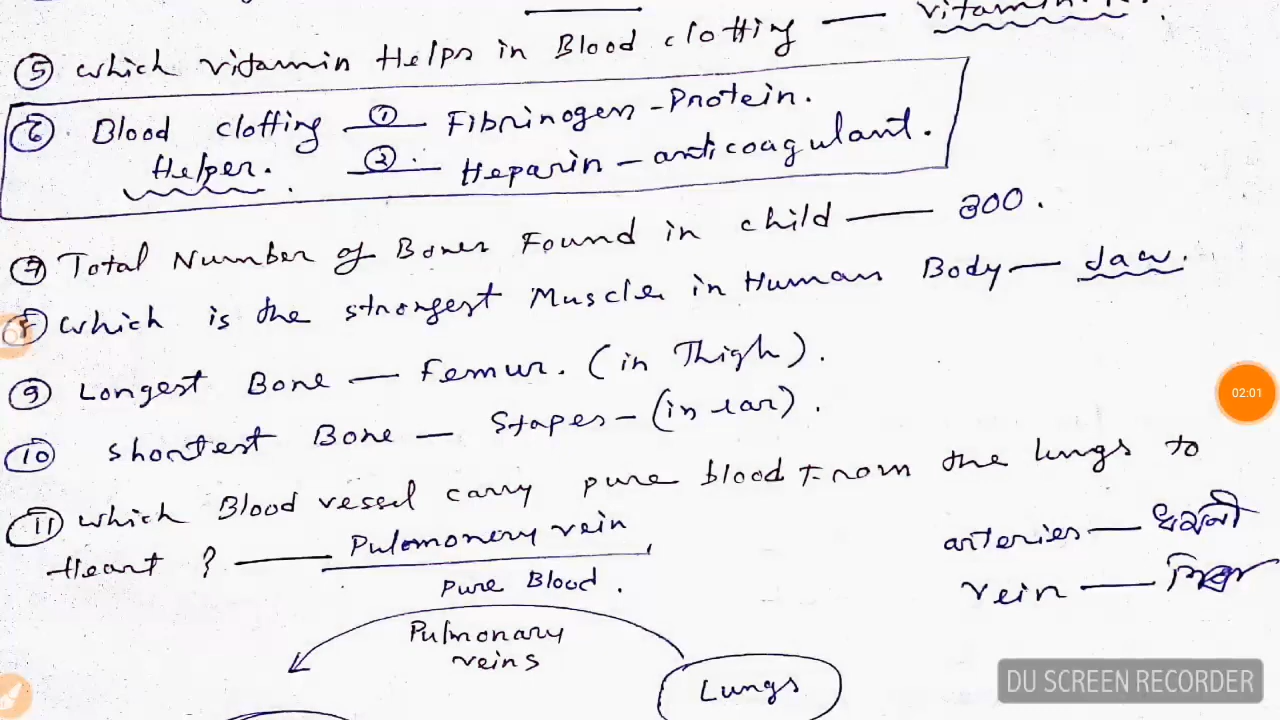 ⑤ which vitamin Helps in Blood clotting — vitamin
⑥ Blood clotting ① Fibrinogen - Protein.
Helper. ② Heparin - anticoagulant.
⑦ Total Number of Bones Found in child — 300.
⑧ which is the strongest Muscle in Human Body — Jaw.
⑨ Longest Bone — Femur. (in Thigh).
⑩ shortest Bone — Stapes - (in ear).
⑪ which Blood vessel carry pure blood From the lungs to
Heart ? — Pulomonery vein
Pure Blood.
arteries — ধমনী
vein — শিরা
Pulmonary
veins
Lungs
02:01
DU SCREEN RECORDER